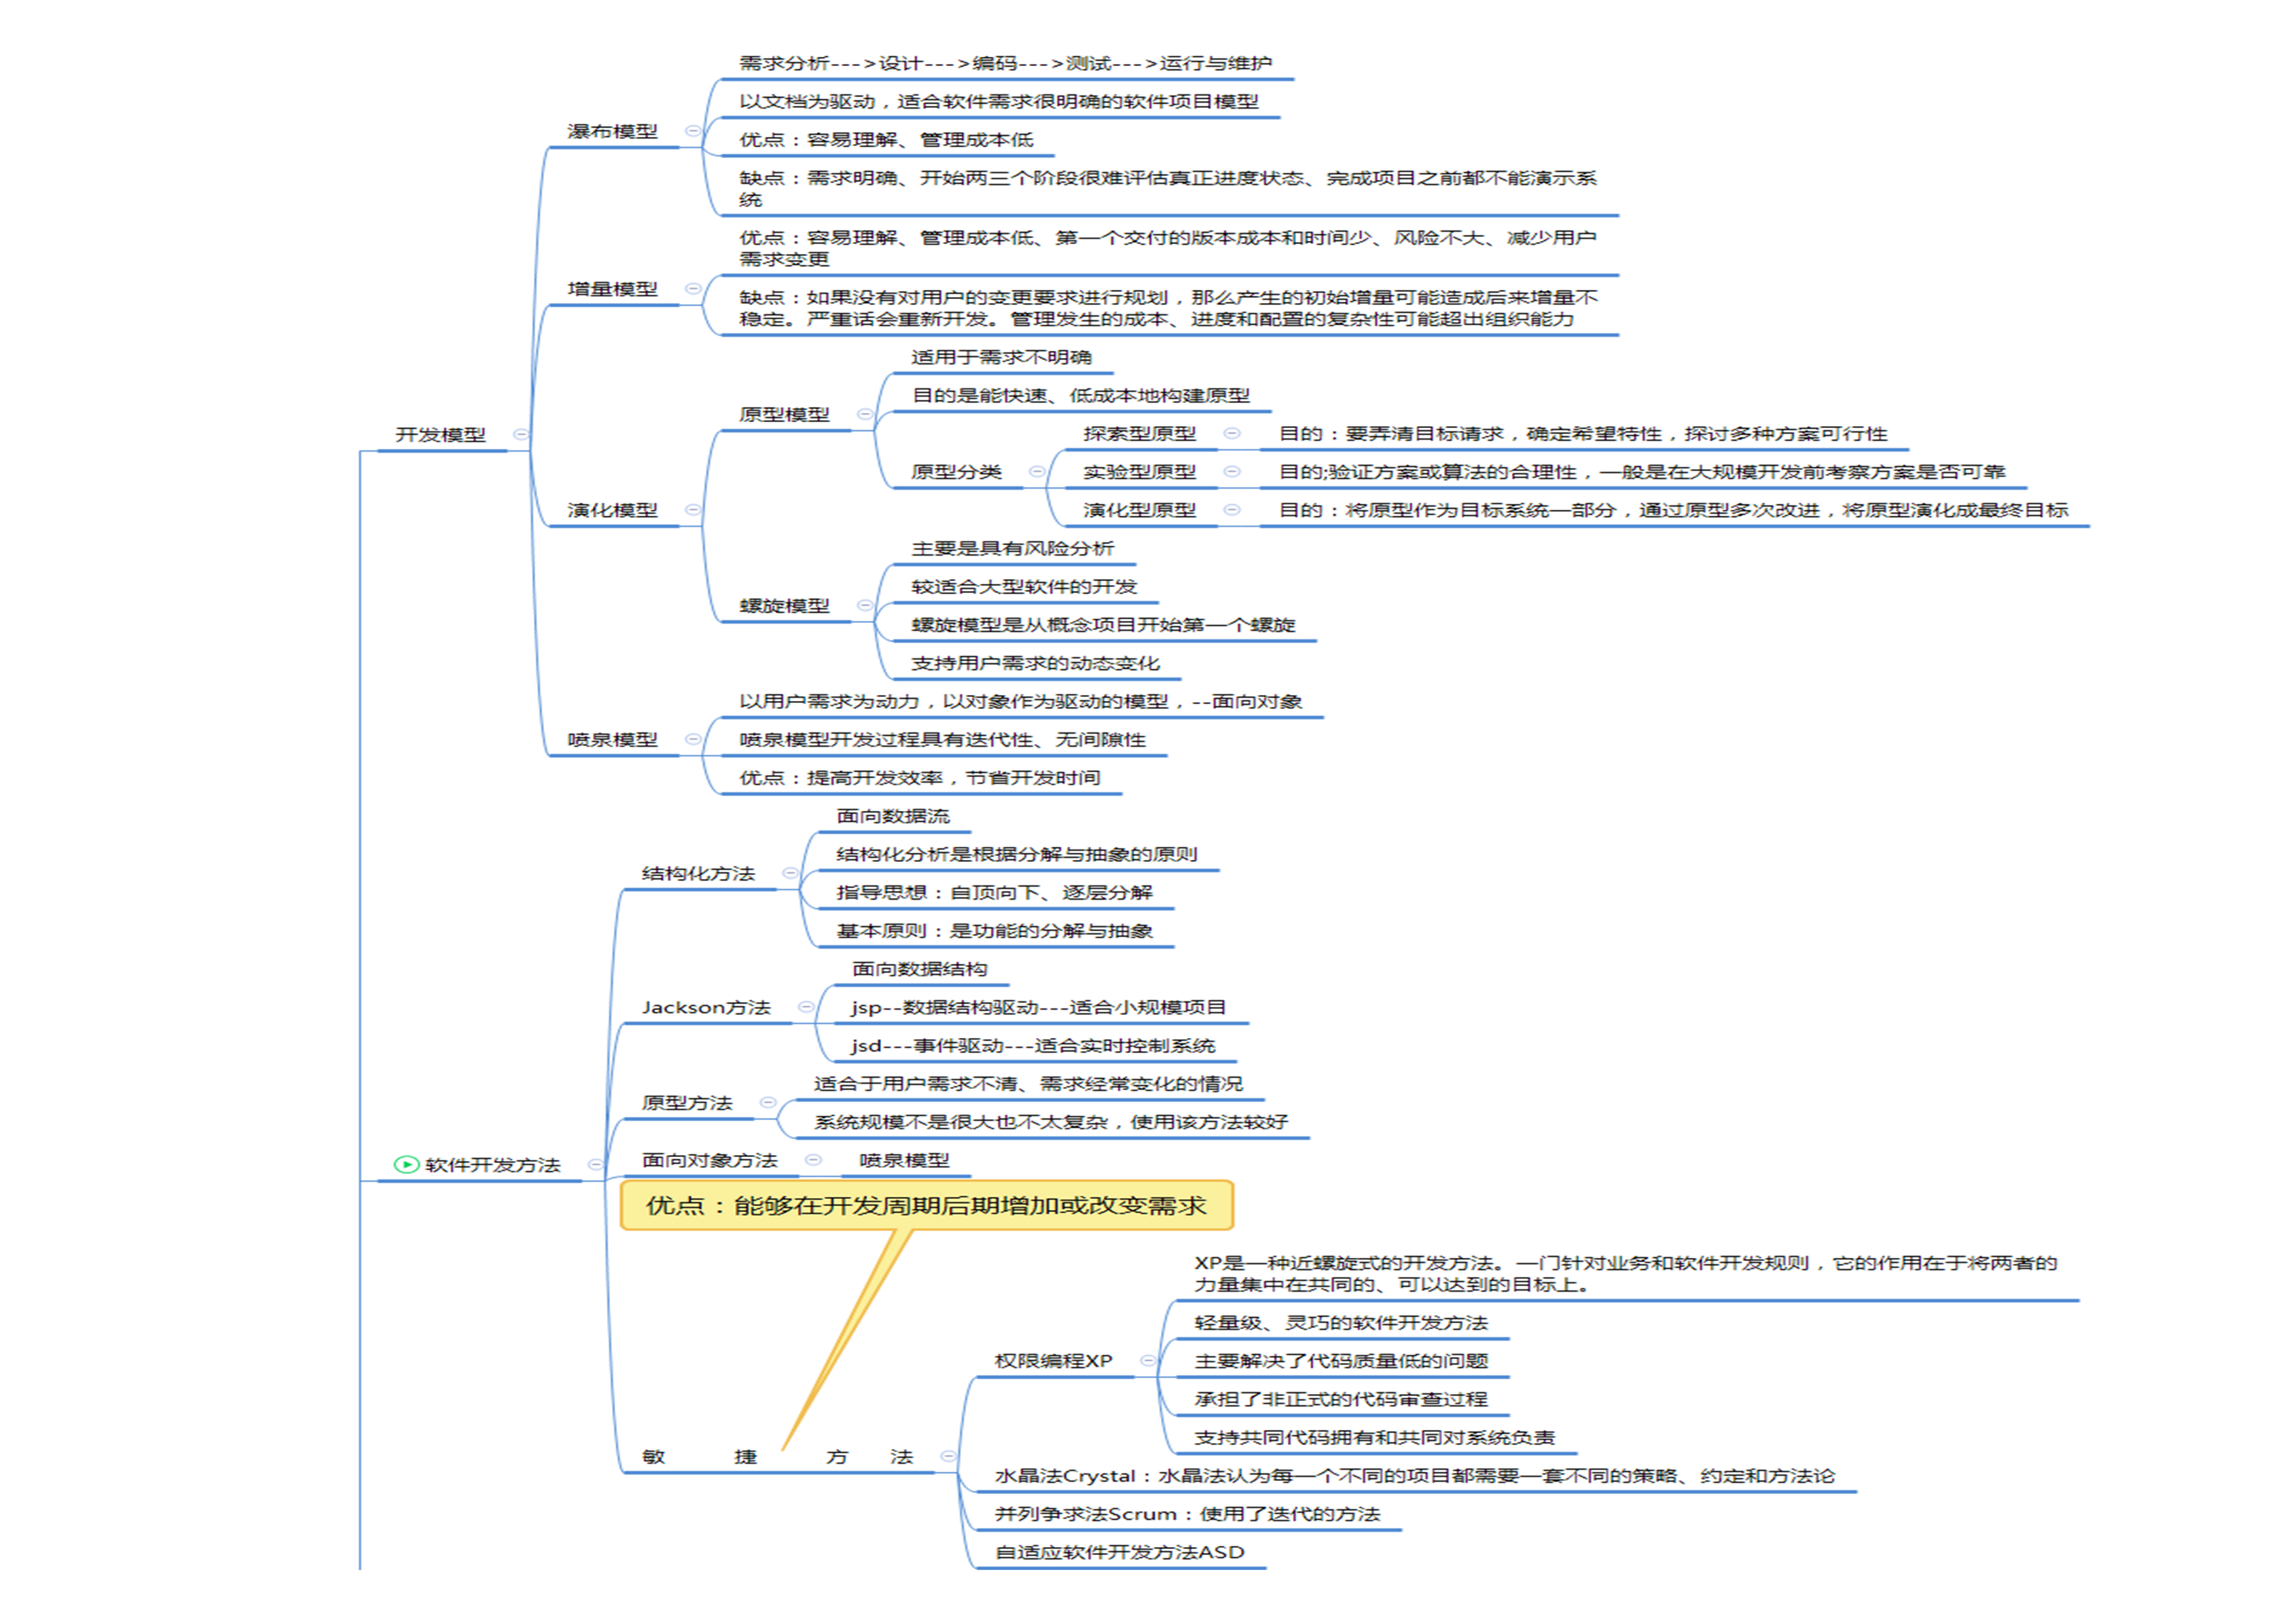 需求分析--->设计--->编码--->测试--->运行与维护
以文档为驱动，适合软件需求很明确的软件项目模型
瀑布模型
优点：容易理解、管理成本低
缺点：需求明确、开始两三个阶段很难评估真正进度状态、完成项目之前都不能演示系
统
优点：容易理解、管理成本低、第一个交付的版本成本和时间少、风险不大、减少用户
需求变更
增量模型
缺点：如果没有对用户的变更要求进行规划，那么产生的初始增量可能造成后来增量不
稳定。严重话会重新开发。管理发生的成本、进度和配置的复杂性可能超出组织能力
适用于需求不明确
目的是能快速、低成本地构建原型
原型模型
开发模型
探索型原型
目的：要弄清目标请求，确定希望特性，探讨多种方案可行性
原型分类
实验型原型
目的;验证方案或算法的合理性，一般是在大规模开发前考察方案是否可靠
演化模型
演化型原型
目的：将原型作为目标系统一部分，通过原型多次改进，将原型演化成最终目标
主要是具有风险分析
较适合大型软件的开发
螺旋模型
螺旋模型是从概念项目开始第一个螺旋
支持用户需求的动态变化
以用户需求为动力，以对象作为驱动的模型，--面向对象
喷泉模型
喷泉模型开发过程具有迭代性、无间隙性
优点：提高开发效率，节省开发时间
面向数据流
结构化分析是根据分解与抽象的原则
结构化方法
指导思想：自顶向下、逐层分解
基本原则：是功能的分解与抽象
面向数据结构
Jackson方法
jsp--数据结构驱动---适合小规模项目
jsd---事件驱动---适合实时控制系统
适合于用户需求不清、需求经常变化的情况
原型方法
系统规模不是很大也不太复杂，使用该方法较好
软件开发方法
面向对象方法
喷泉模型
优点：能够在开发周期后期增加或改变需求
XP是一种近螺旋式的开发方法。一门针对业务和软件开发规则，它的作用在于将两者的
力量集中在共同的、可以达到的目标上。
轻量级、灵巧的软件开发方法
权限编程XP
主要解决了代码质量低的问题
承担了非正式的代码审查过程
支持共同代码拥有和共同对系统负责
敏 捷 方 法
水晶法Crystal：水晶法认为每一个不同的项目都需要一套不同的策略、约定和方法论
并列争求法Scrum：使用了迭代的方法
自适应软件开发方法ASD